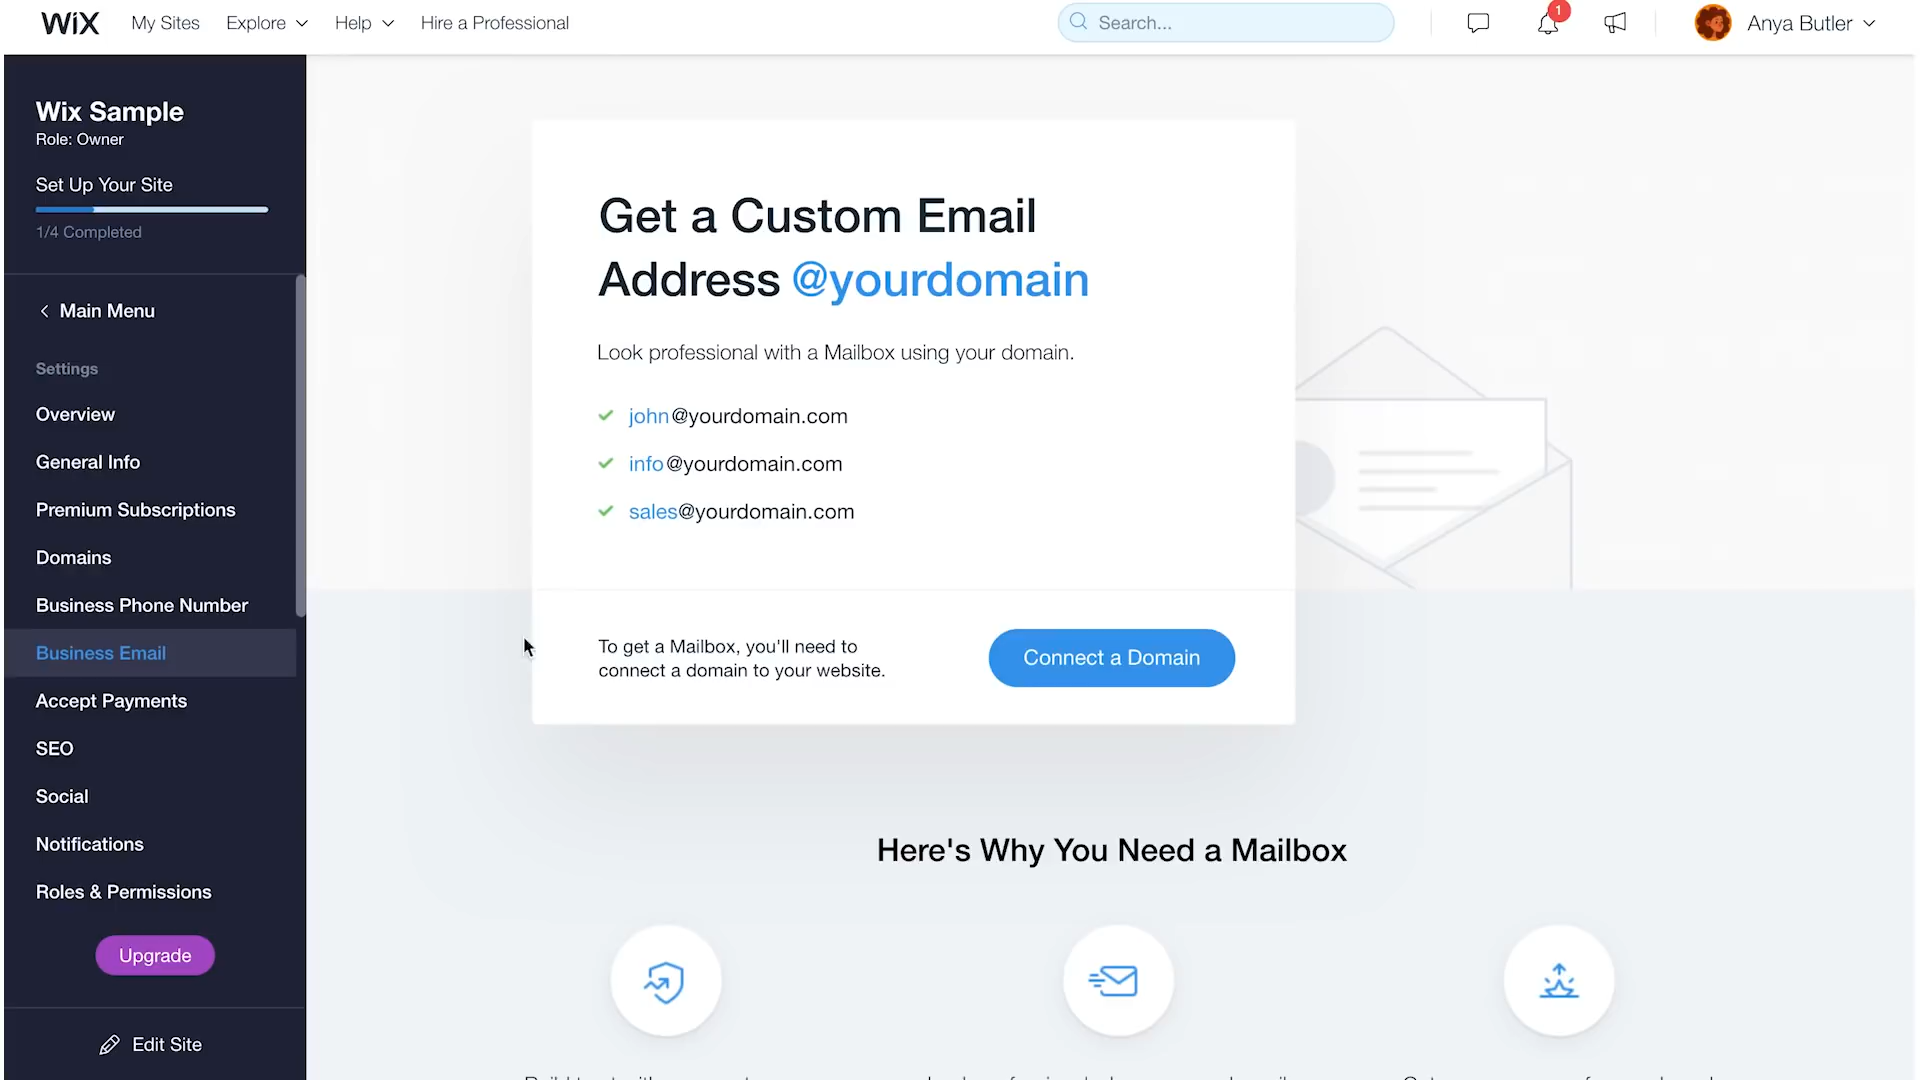 WiX
My Sites
Explore
Help
Hire a Professional
Search...
1
Anya Butler
Wix Sample
Role: Owner
Set Up Your Site
1/4 Completed
Main Menu
Settings
Overview
General Info
Premium Subscriptions
Domains
Business Phone Number
Business Email
Accept Payments
SEO
Social
Notifications
Roles & Permissions
Upgrade
Edit Site
Get a Custom Email
Address @yourdomain
Look professional with a Mailbox using your domain.
john@yourdomain.com
info@yourdomain.com
sales@yourdomain.com
To get a Mailbox, you'll need to
connect a domain to your website.
Connect a Domain
Here's Why You Need a Mailbox